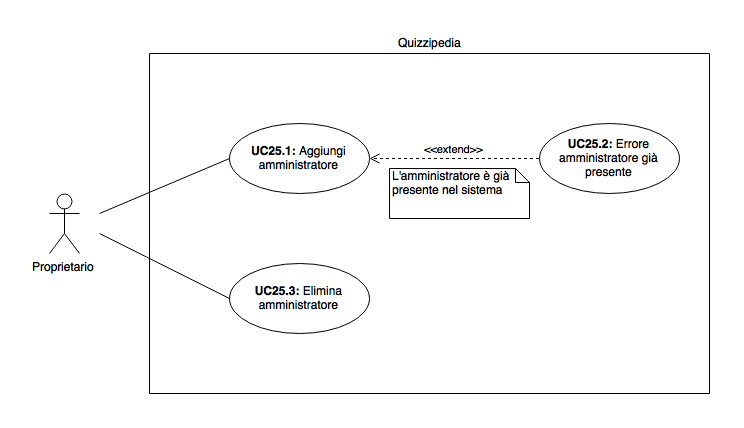 Quizzipedia
UC25.1: Aggiungi
amministratore
<<extend>>
UC25.2: Errore
amministratore già
presente
L'amministratore è già
presente nel sistema
Proprietario
UC25.3: Elimina
amministratore